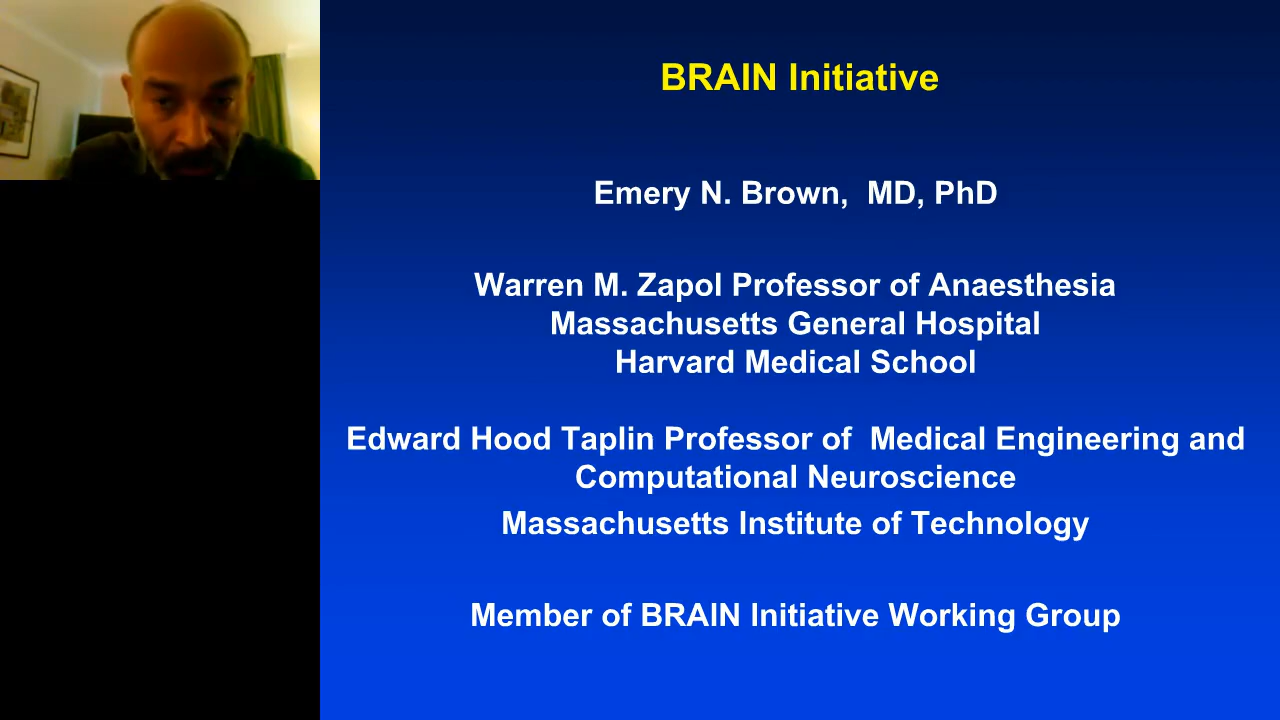 BRAIN Initiative
Emery N. Brown,  MD, PhD
Warren M. Zapol Professor of Anaesthesia
Massachusetts General Hospital
Harvard Medical School
Edward Hood Taplin Professor of  Medical Engineering and
Computational Neuroscience
Massachusetts Institute of Technology
Member of BRAIN Initiative Working Group